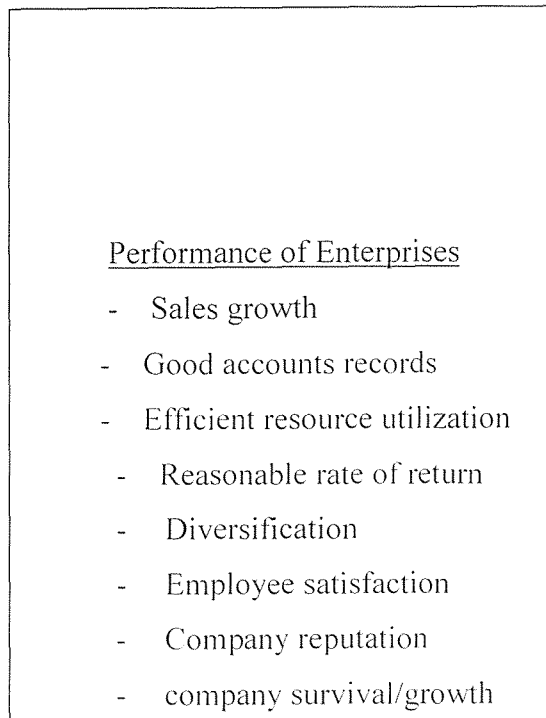 Performance of Enterprises
- Sales growth
- Good accounts records
- Efficient resource utilization
- Reasonable rate of return
- Diversification
- Employee satisfaction
- Company reputation
- company survival/growth